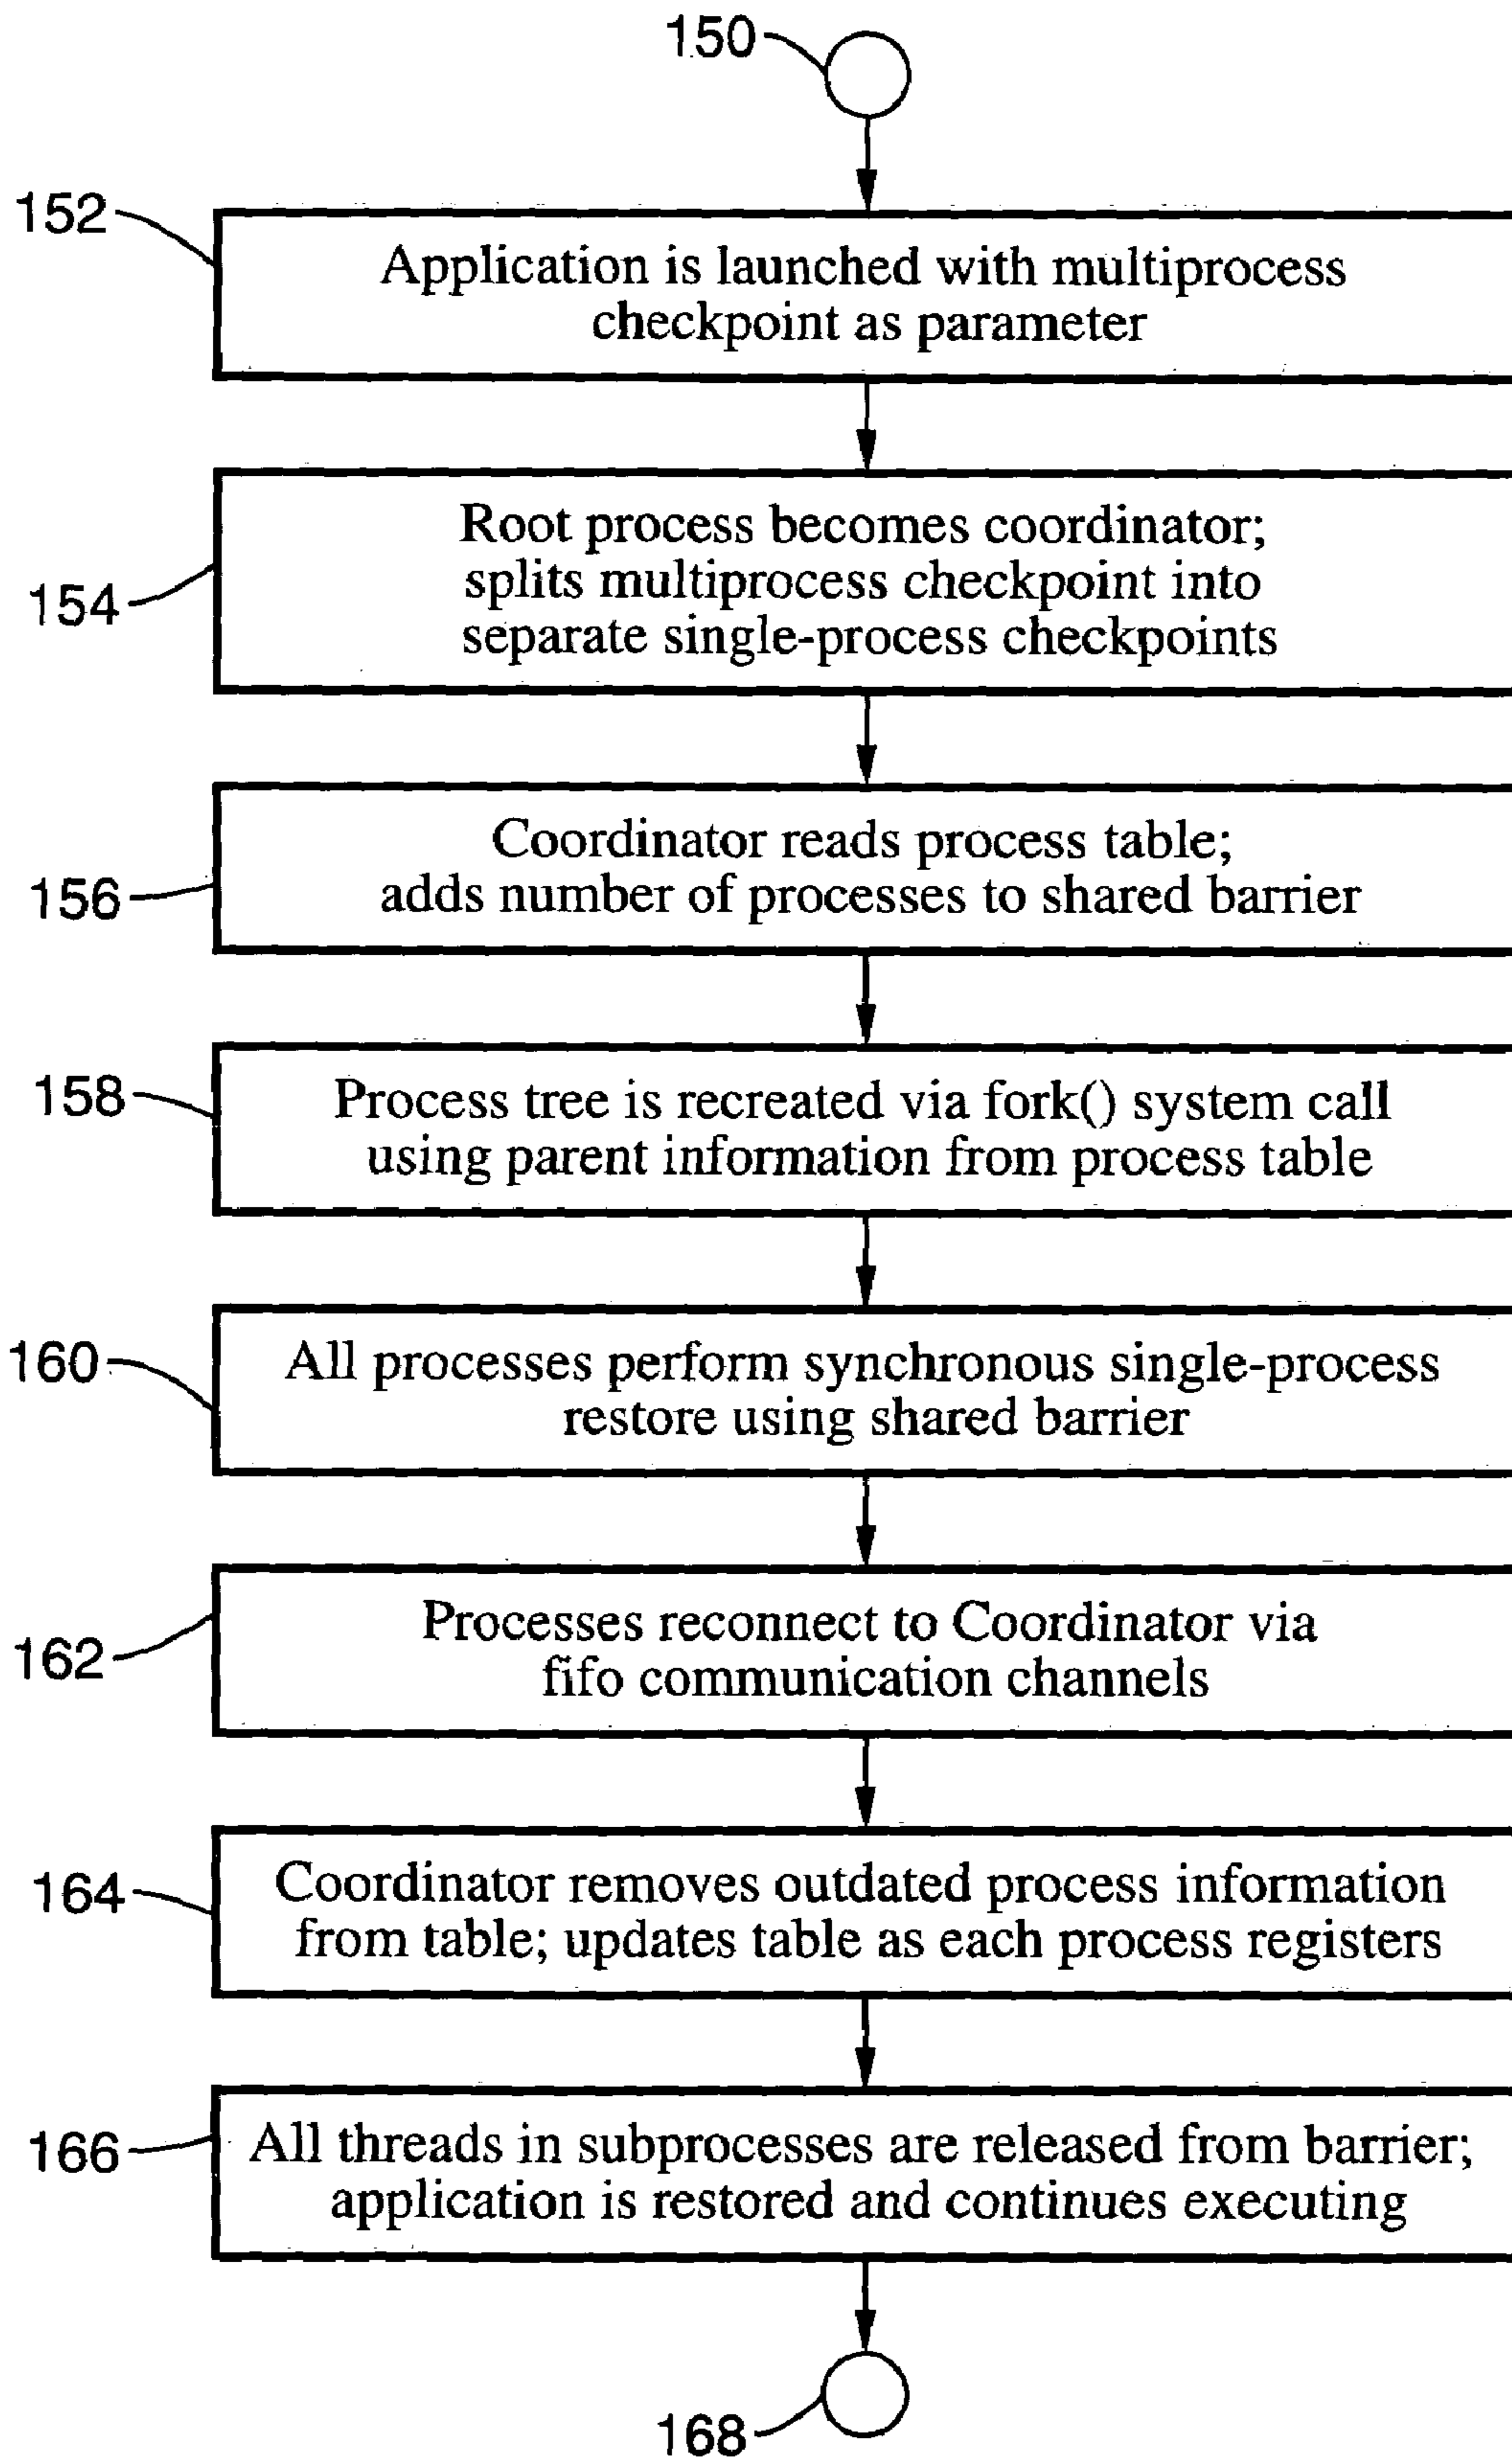 150
152
Application is launched with multiprocess
checkpoint as parameter
154
Root process becomes coordinator;
splits multiprocess checkpoint into
separate single-process checkpoints
156
Coordinator reads process table;
adds number of processes to shared barrier
158
Process tree is recreated via fork() system call
using parent information from process table
160
All processes perform synchronous single-process
restore using shared barrier
162
Processes reconnect to Coordinator via
fifo communication channels
164
Coordinator removes outdated process information
from table; updates table as each process registers
166
All threads in subprocesses are released from barrier;
application is restored and continues executing
168